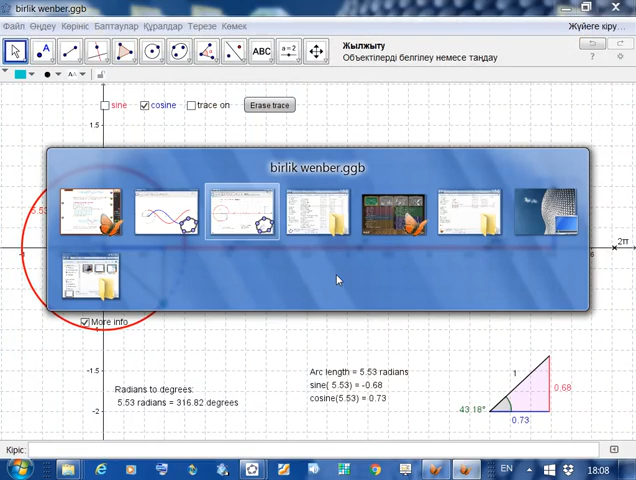 birlik wenber.ggb
Файл Өңдеу Көрініс Баптаулар Құралдар Терезе Көмек
Жүйеге кіру...
ABC
a=2
Жылжыту
Объектілерді белгілеу немесе таңдау
AA
sine cosine trace on Erase trace
1.5
birlik wenber.ggb
2π
6
More info
-1
-1.5
-2
Radians to degrees:
5.53 radians = 316.82 degrees
Arc length = 5.53 radians
sine( 5.53) = -0.68
cosine(5.53) = 0.73
1
0,68
43.18°
0.73
Кіріс:
EN
18:08